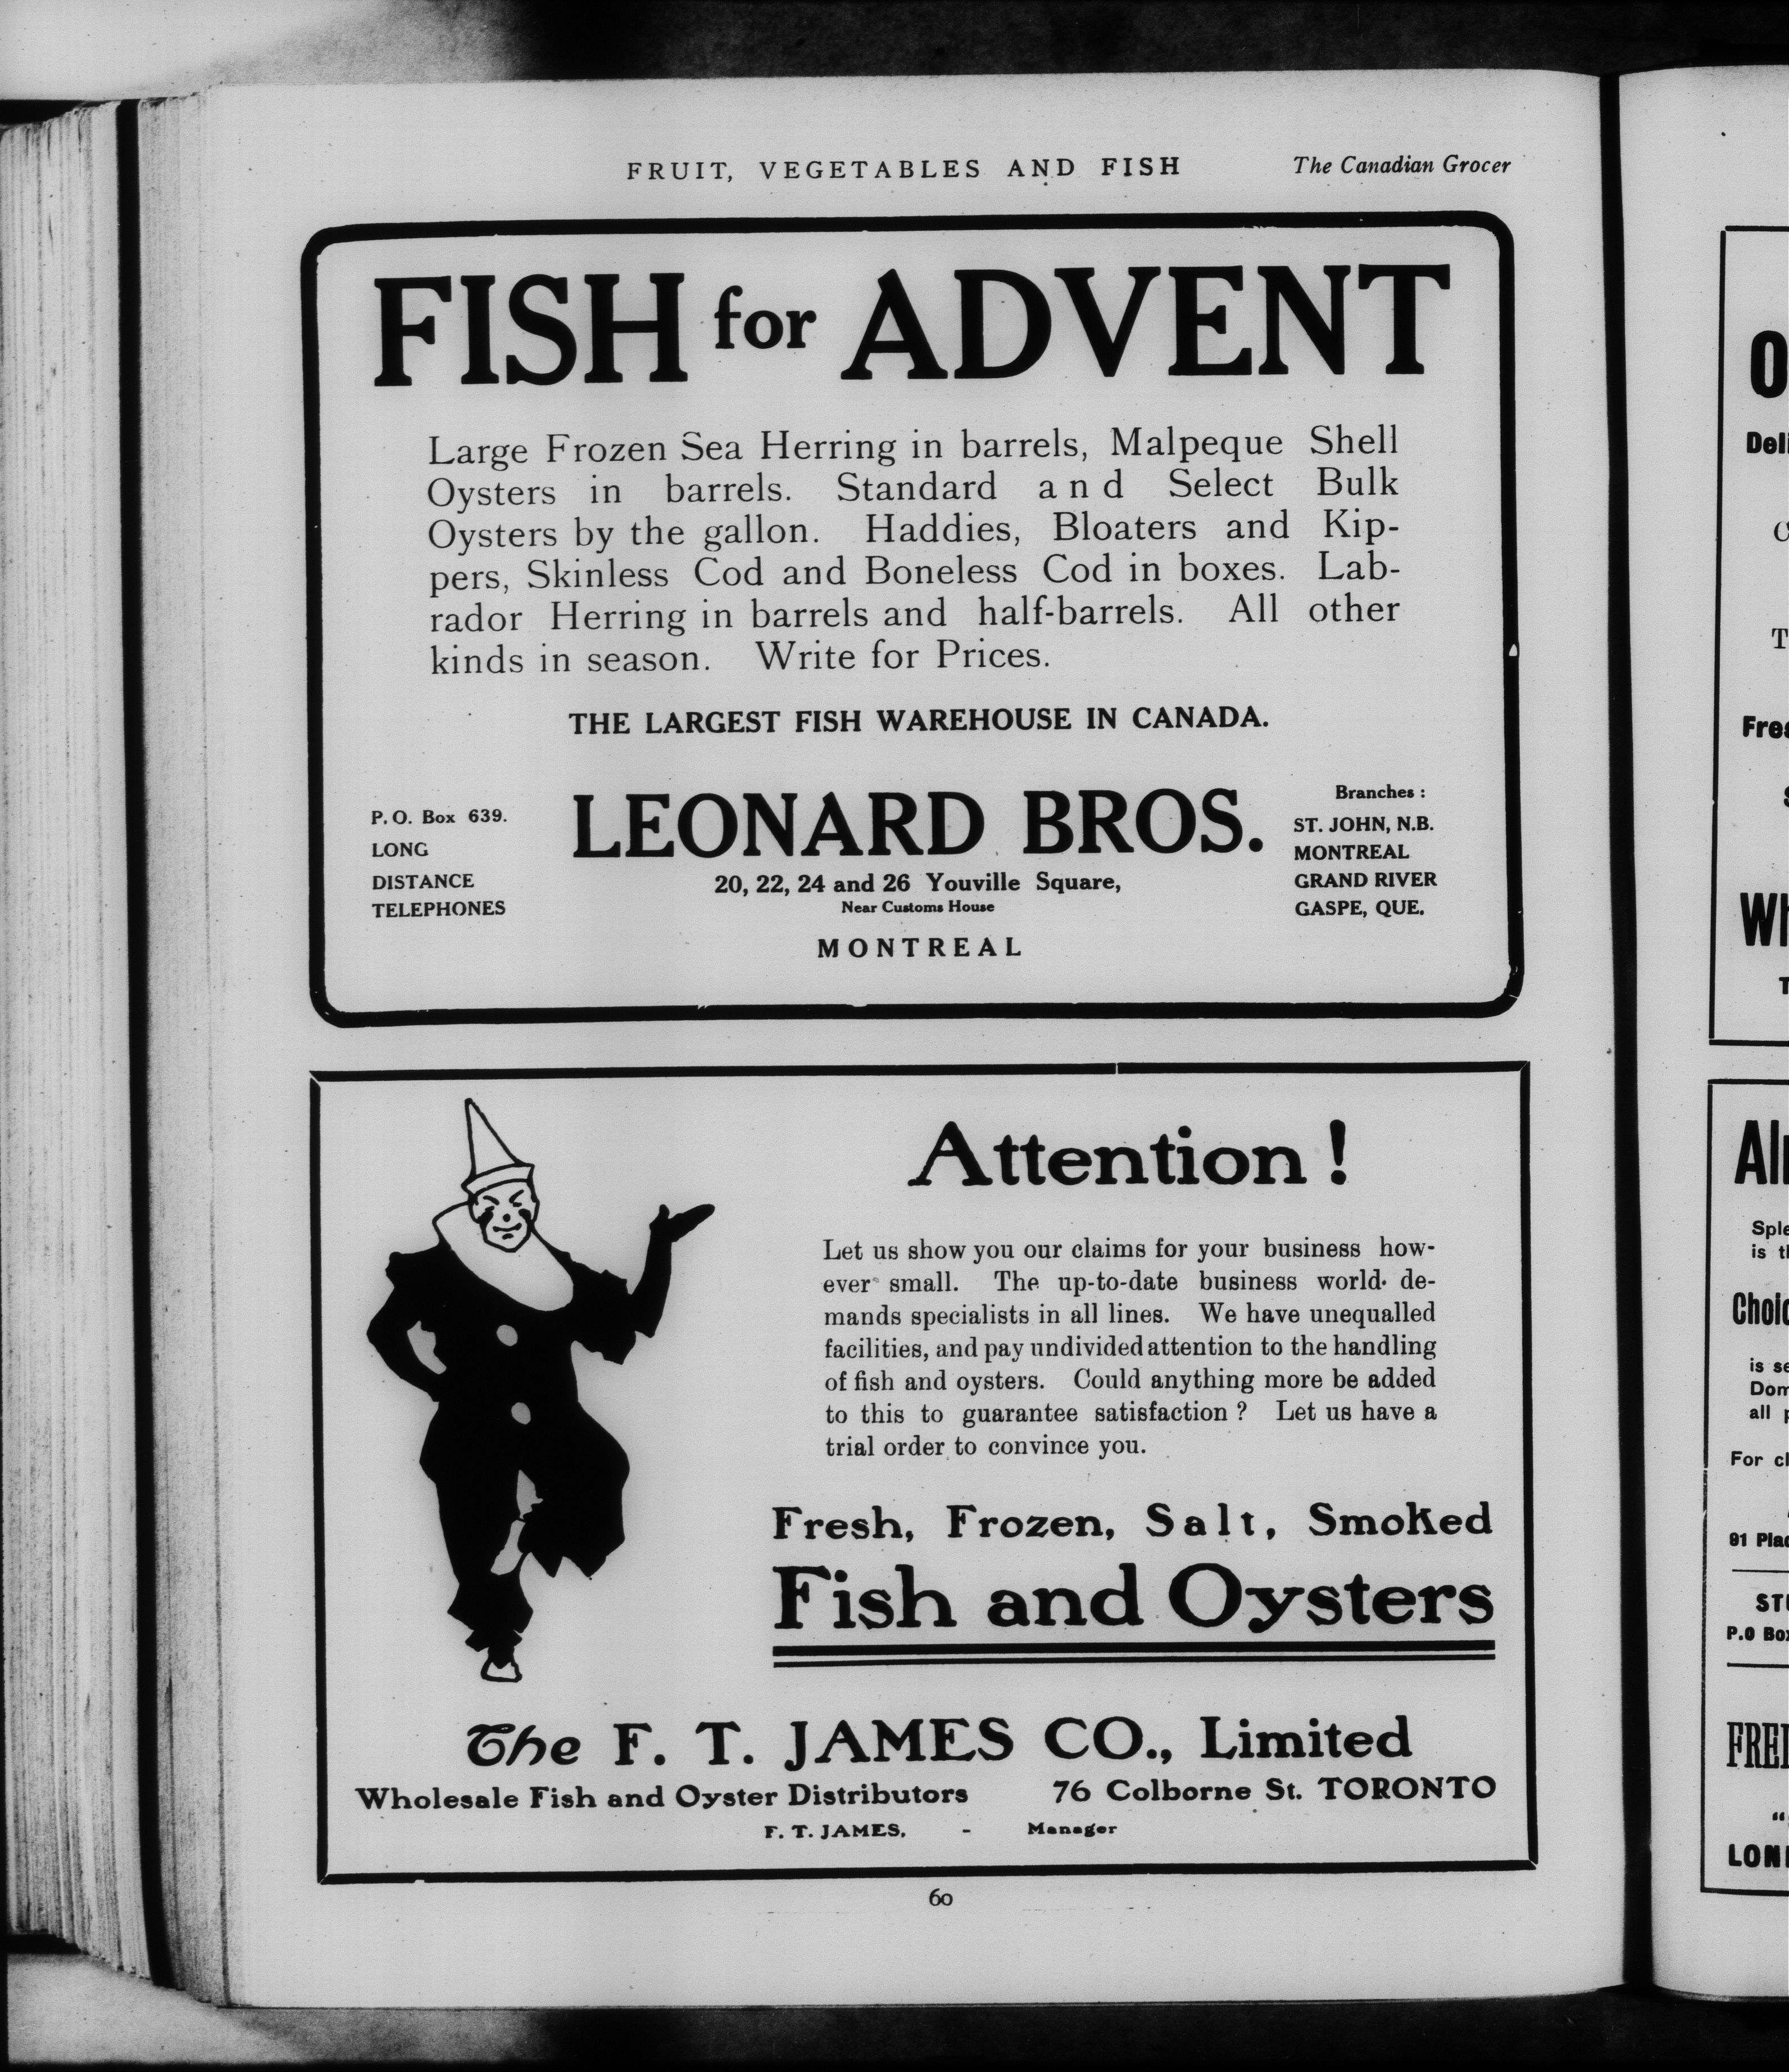 FRUIT, VEGETABLES AND FISH
The Canadian Grocer
FISH for ADVENT
Large Frozen Sea Herring in barrels, Malpeque Shell
Oysters in barrels. Standard and Select Bulk
Oysters by the gallon. Haddies, Bloaters and Kip-
pers, Skinless Cod and Boneless Cod in boxes. Lab-
rador Herring in barrels and half-barrels. All other
kinds in season. Write for Prices.
THE LARGEST FISH WAREHOUSE IN CANADA.
P.O. Box 639.
LONG
DISTANCE
TELEPHONES
LEONARD BROS.
20, 22, 24 and 26 Youville Square,
Near Customs House
MONTREAL
Branches :
ST. JOHN, N.B.
MONTREAL
GRAND RIVER
GASPE, QUE.
Attention !
Let us show you our claims for your business how-
ever small. The up-to-date business world de-
mands specialists in all lines. We have unequalled
facilities, and pay undivided attention to the handling
of fish and oysters. Could anything more be added
to this to guarantee satisfaction ? Let us have a
trial order to convince you.
Fresh, Frozen, Salt, Smoked
Fish and Oysters
The F. T. JAMES CO., Limited
Wholesale Fish and Oyster Distributors
76 Colborne St. TORONTO
F. T. JAMES, - Manager
60
is
all
For
91
P.O